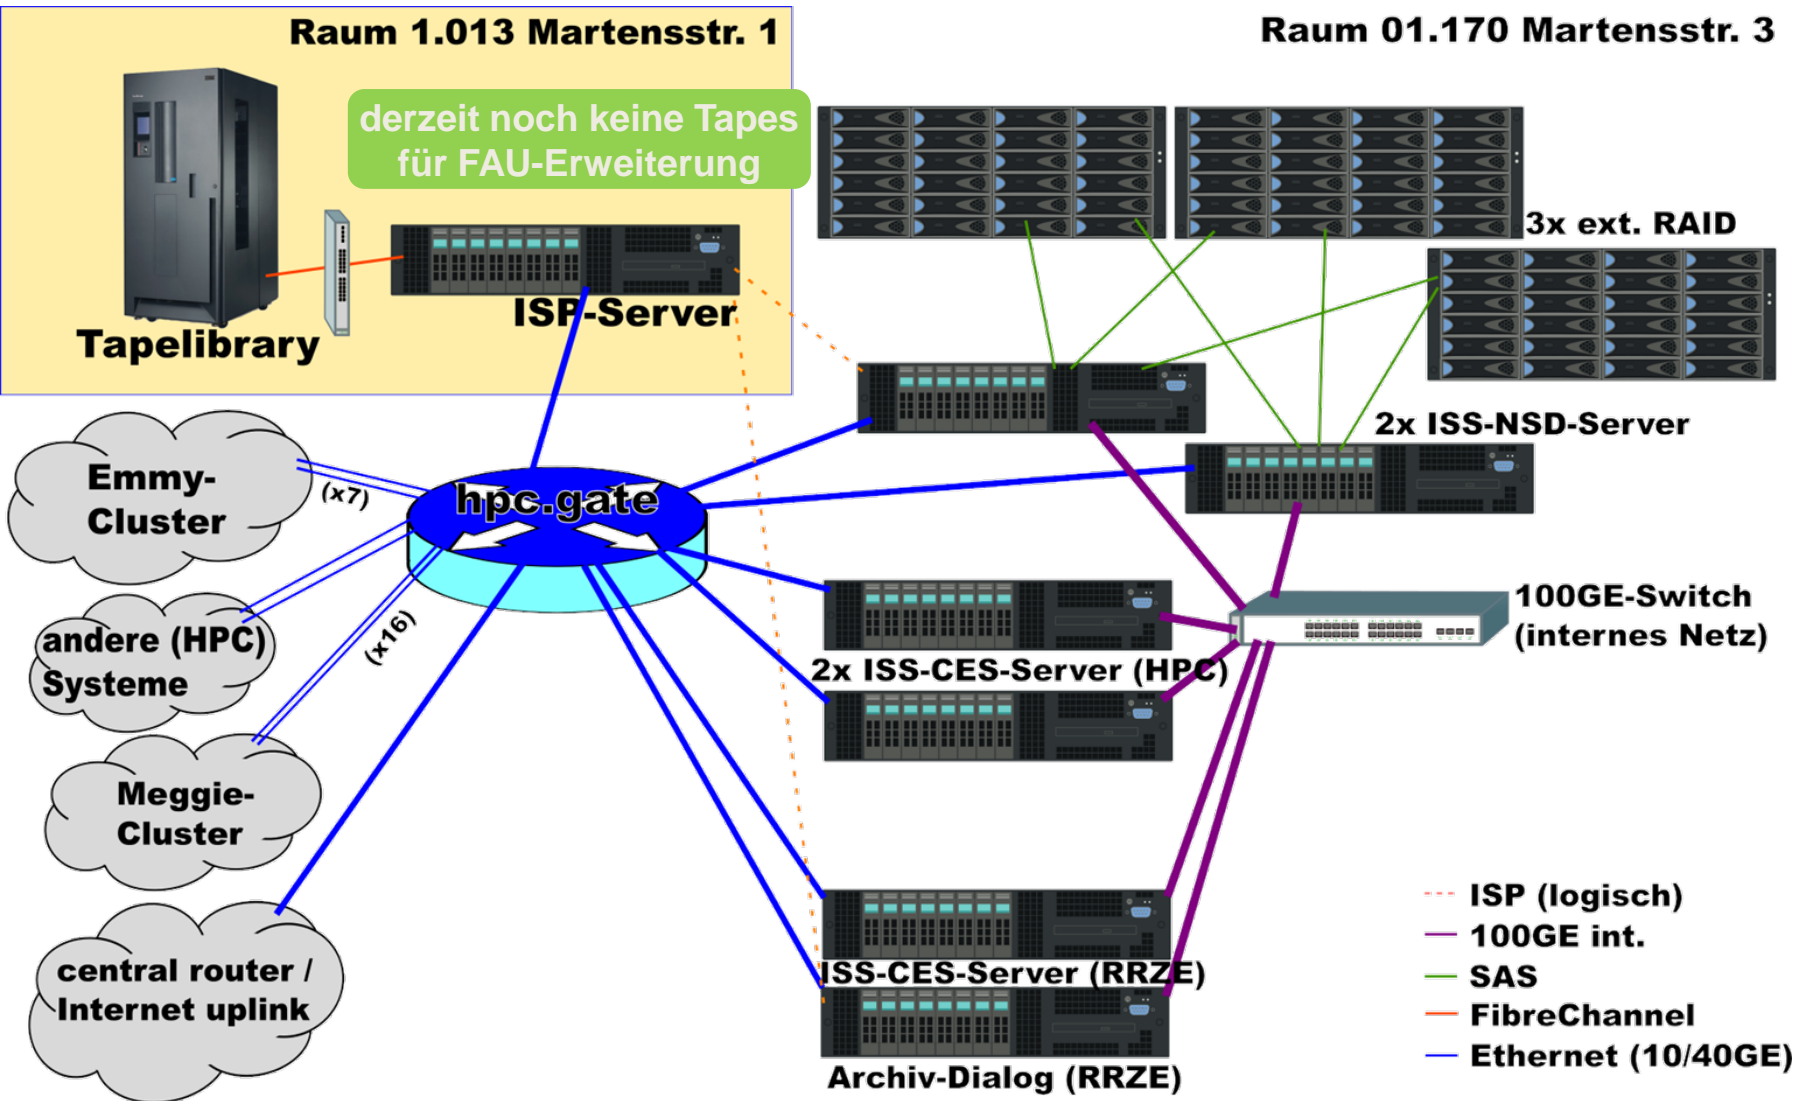 Raum 1.013 Martensstr. 1
Raum 01.170 Martensstr. 3
derzeit noch keine Tapes
für FAU-Erweiterung
3x ext. RAID
ISP-Server
Tapelibrary
2x ISS-NSD-Server
Emmy-
Cluster
(x7)
hpc.gate
andere (HPC)
Systeme
(x16)
100GE-Switch
(internes Netz)
2x ISS-CES-Server (HPC)
Meggie-
Cluster
central router /
Internet uplink
ISS-CES-Server (RRZE)
Archiv-Dialog (RRZE)
ISP (logisch)
100GE int.
SAS
FibreChannel
Ethernet (10/40GE)